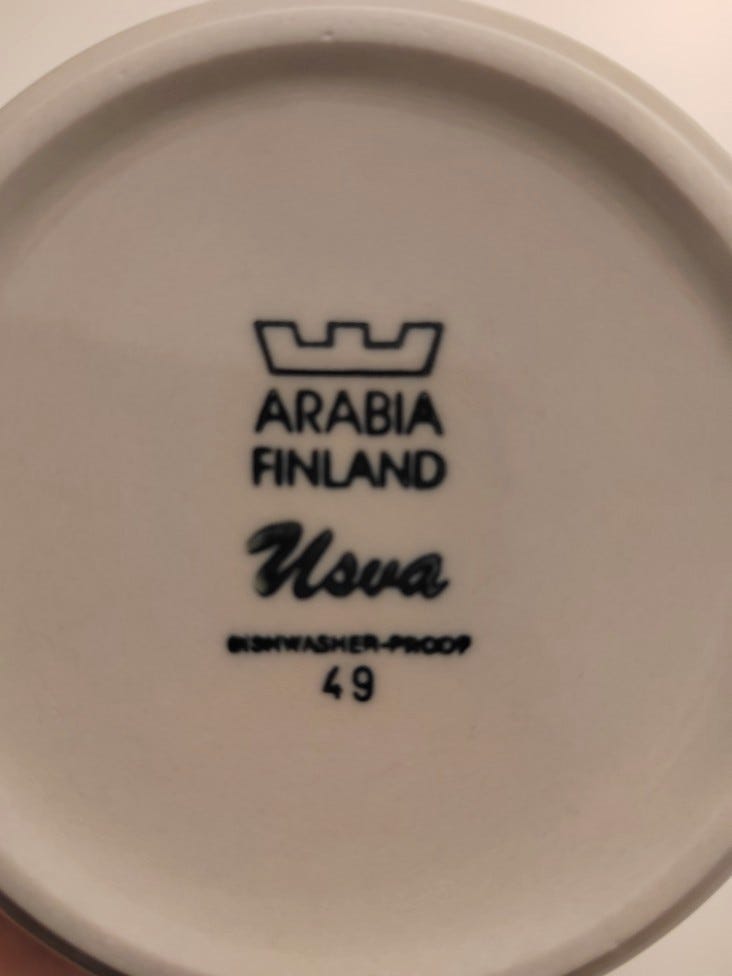 ARABIA
FINLAND
Usva
DISHWASHER-PROOF
49